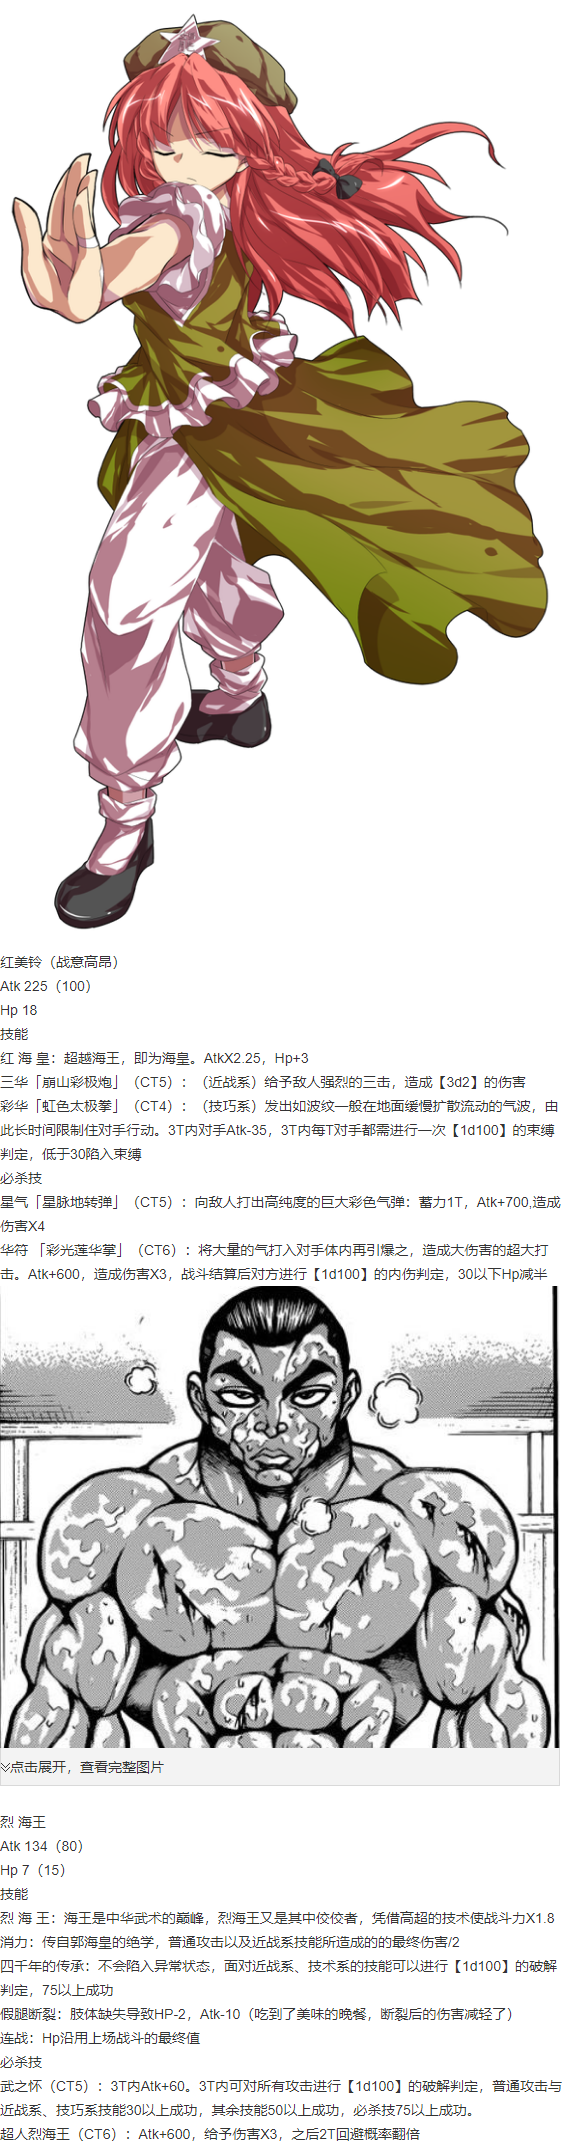 红美铃（战意高昂）
Atk 225（100）
Hp 18
技能
红 海 皇：超越海王，即为海皇。AtkX2.25，Hp+3
三华「崩山彩极炮」（CT5）：（近战系）给予敌人强烈的三击，造成【3d2】的伤害
彩华「虹色太极拳」（CT4）：（技巧系）发出如波纹一般在地面缓慢扩散流动的气波，由
此长时间限制住对手行动。3T内对手Atk-35，3T内每T对手都需进行一次【1d100】的束缚
判定，低于30陷入束缚
必杀技
星气「星脉地转弹」（CT5）：向敌人打出高纯度的巨大彩色气弹：蓄力1T，Atk+700,造成
伤害X4
华符 「彩光莲华掌」（CT6）：将大量的气打入对手体内再引爆之，造成大伤害的超大打
击。Atk+600，造成伤害X3，战斗结算后对方进行【1d100】的内伤判定，30以下Hp减半
点击展开，查看完整图片
烈 海王
Atk 134（80）
Hp 7（15）
技能
烈 海 王：海王是中华武术的巅峰，烈海王又是其中佼佼者，凭借高超的技术使战斗力X1.8
消力：传自郭海皇的绝学，普通攻击以及近战系技能所造成的的最终伤害/2
四千年的传承：不会陷入异常状态，面对近战系、技术系的技能可以进行【1d100】的破解
判定，75以上成功
假腿断裂：肢体缺失导致HP-2，Atk-10（吃到了美味的晚餐，断裂后的伤害减轻了）
连战：Hp沿用上场战斗的最终值
必杀技
武之怀（CT5）：3T内Atk+60。3T内可对所有攻击进行【1d100】的破解判定，普通攻击与
近战系、技巧系技能30以上成功，其余技能50以上成功，必杀技75以上成功。
超人烈海王（CT6）：Atk+600，给予伤害X3，之后2T回避概率翻倍